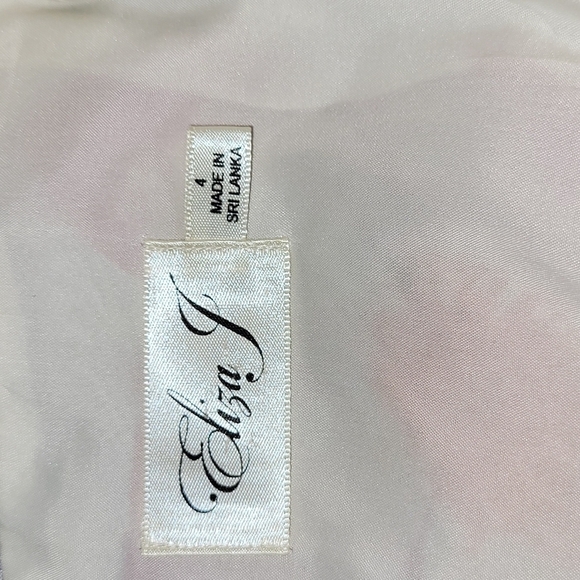 Eliza J
4
MADE IN
SRI LANKA